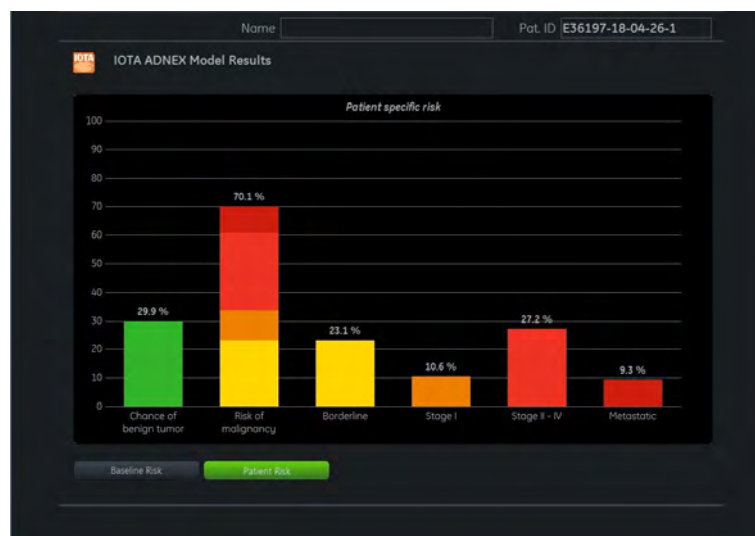 Name Pat. ID E36197-18-04-26-1
IOTA IOTA ADNEX Model Results
Patient specific risk
100
90
80
70.1 %
70
60
50
40
29.9 %
30
27.2 %
23.1 %
20
10.6 %
10
9.3 %
0
Chance of benign tumor
Risk of malignancy
Borderline
Stage I
Stage II - IV
Metastatic
Baseline Risk Patient Risk